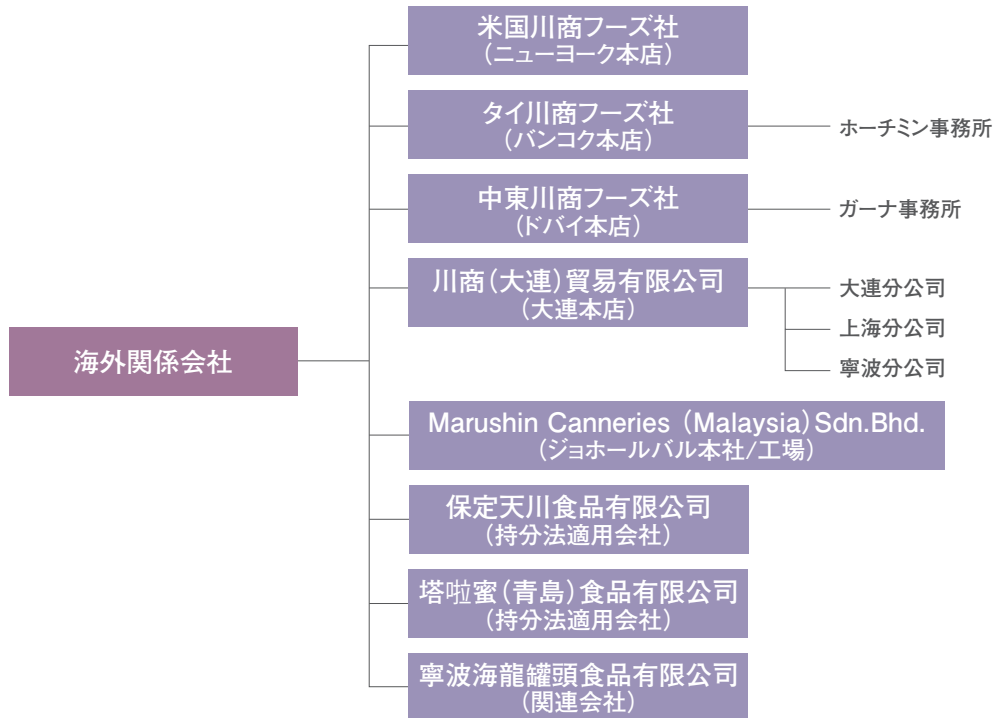 米国川商フーズ社
(ニューヨーク本店)
タイ川商フーズ社
(バンコク本店)
ホーチミン事務所
中東川商フーズ社
(ドバイ本店)
ガーナ事務所
川商(大連)貿易有限公司
(大連本店)
大連分公司
上海分公司
寧波分公司
海外関係会社
Marushin Canneries (Malaysia)Sdn.Bhd.
(ジョホールバル本社/工場)
保定天川食品有限公司
(持分法適用会社)
塔啦蜜(青島)食品有限公司
(持分法適用会社)
寧波海龍罐頭食品有限公司
(関連会社)